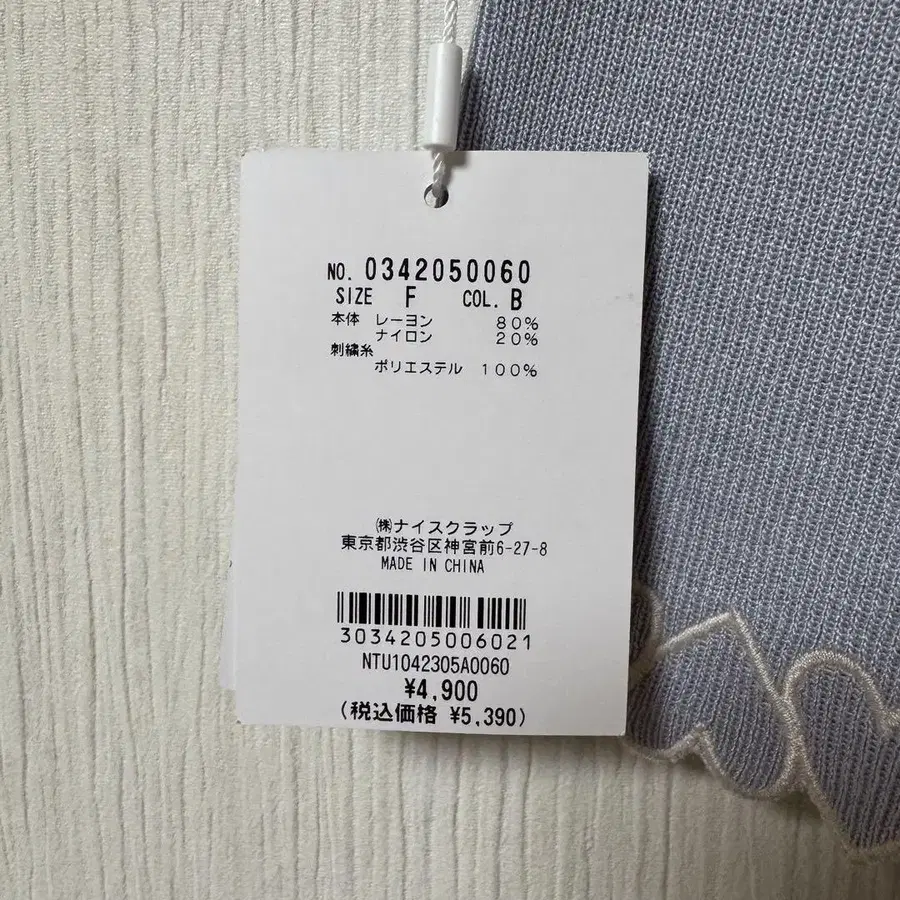 NO. 0342050060
SIZE F COL. B
本体 レーヨン 80%
ナイロン 20%
刺繍糸
ポリエステル 100%
㈱ナイスクラップ
東京都渋谷区神宮前6-27-8
MADE IN CHINA
3034205006021
NTU1042305A0060
¥4,900
(税込価格 ¥5,390)